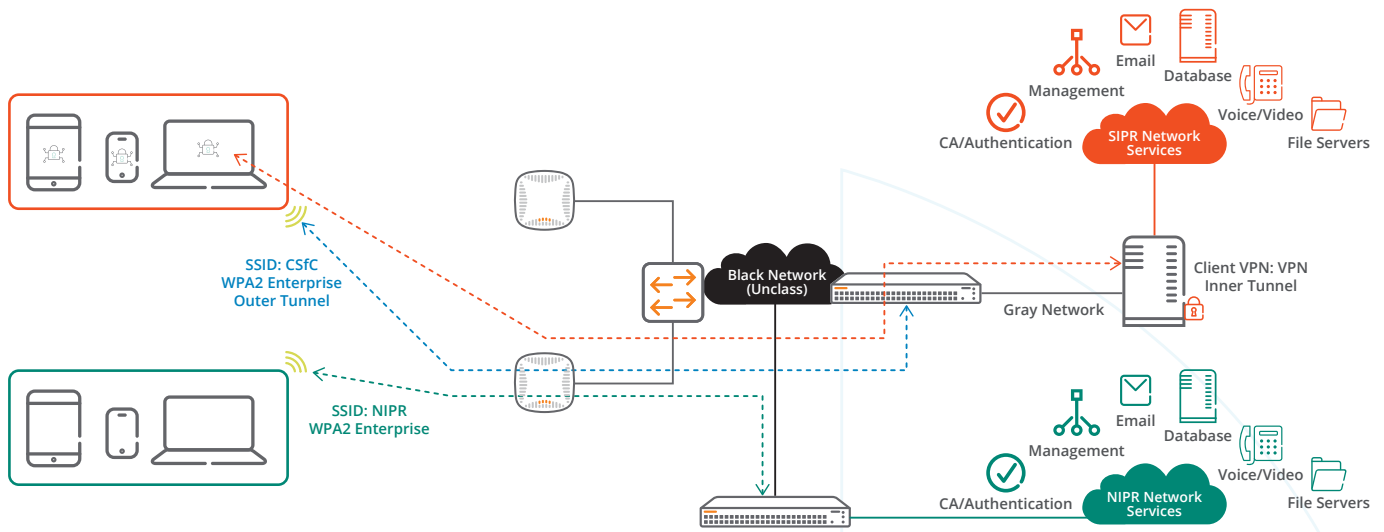 Email
Management
Database
Voice/Video
CA/Authentication
File Servers
SIPR Network
Services
SSID: CSfC
WPA2 Enterprise
Outer Tunnel
Black Network
(Unclass)
Gray Network
Client VPN: VPN
Inner Tunnel
SSID: NIPR
WPA2 Enterprise
Email
Management
Database
Voice/Video
CA/Authentication
File Servers
NIPR Network
Services